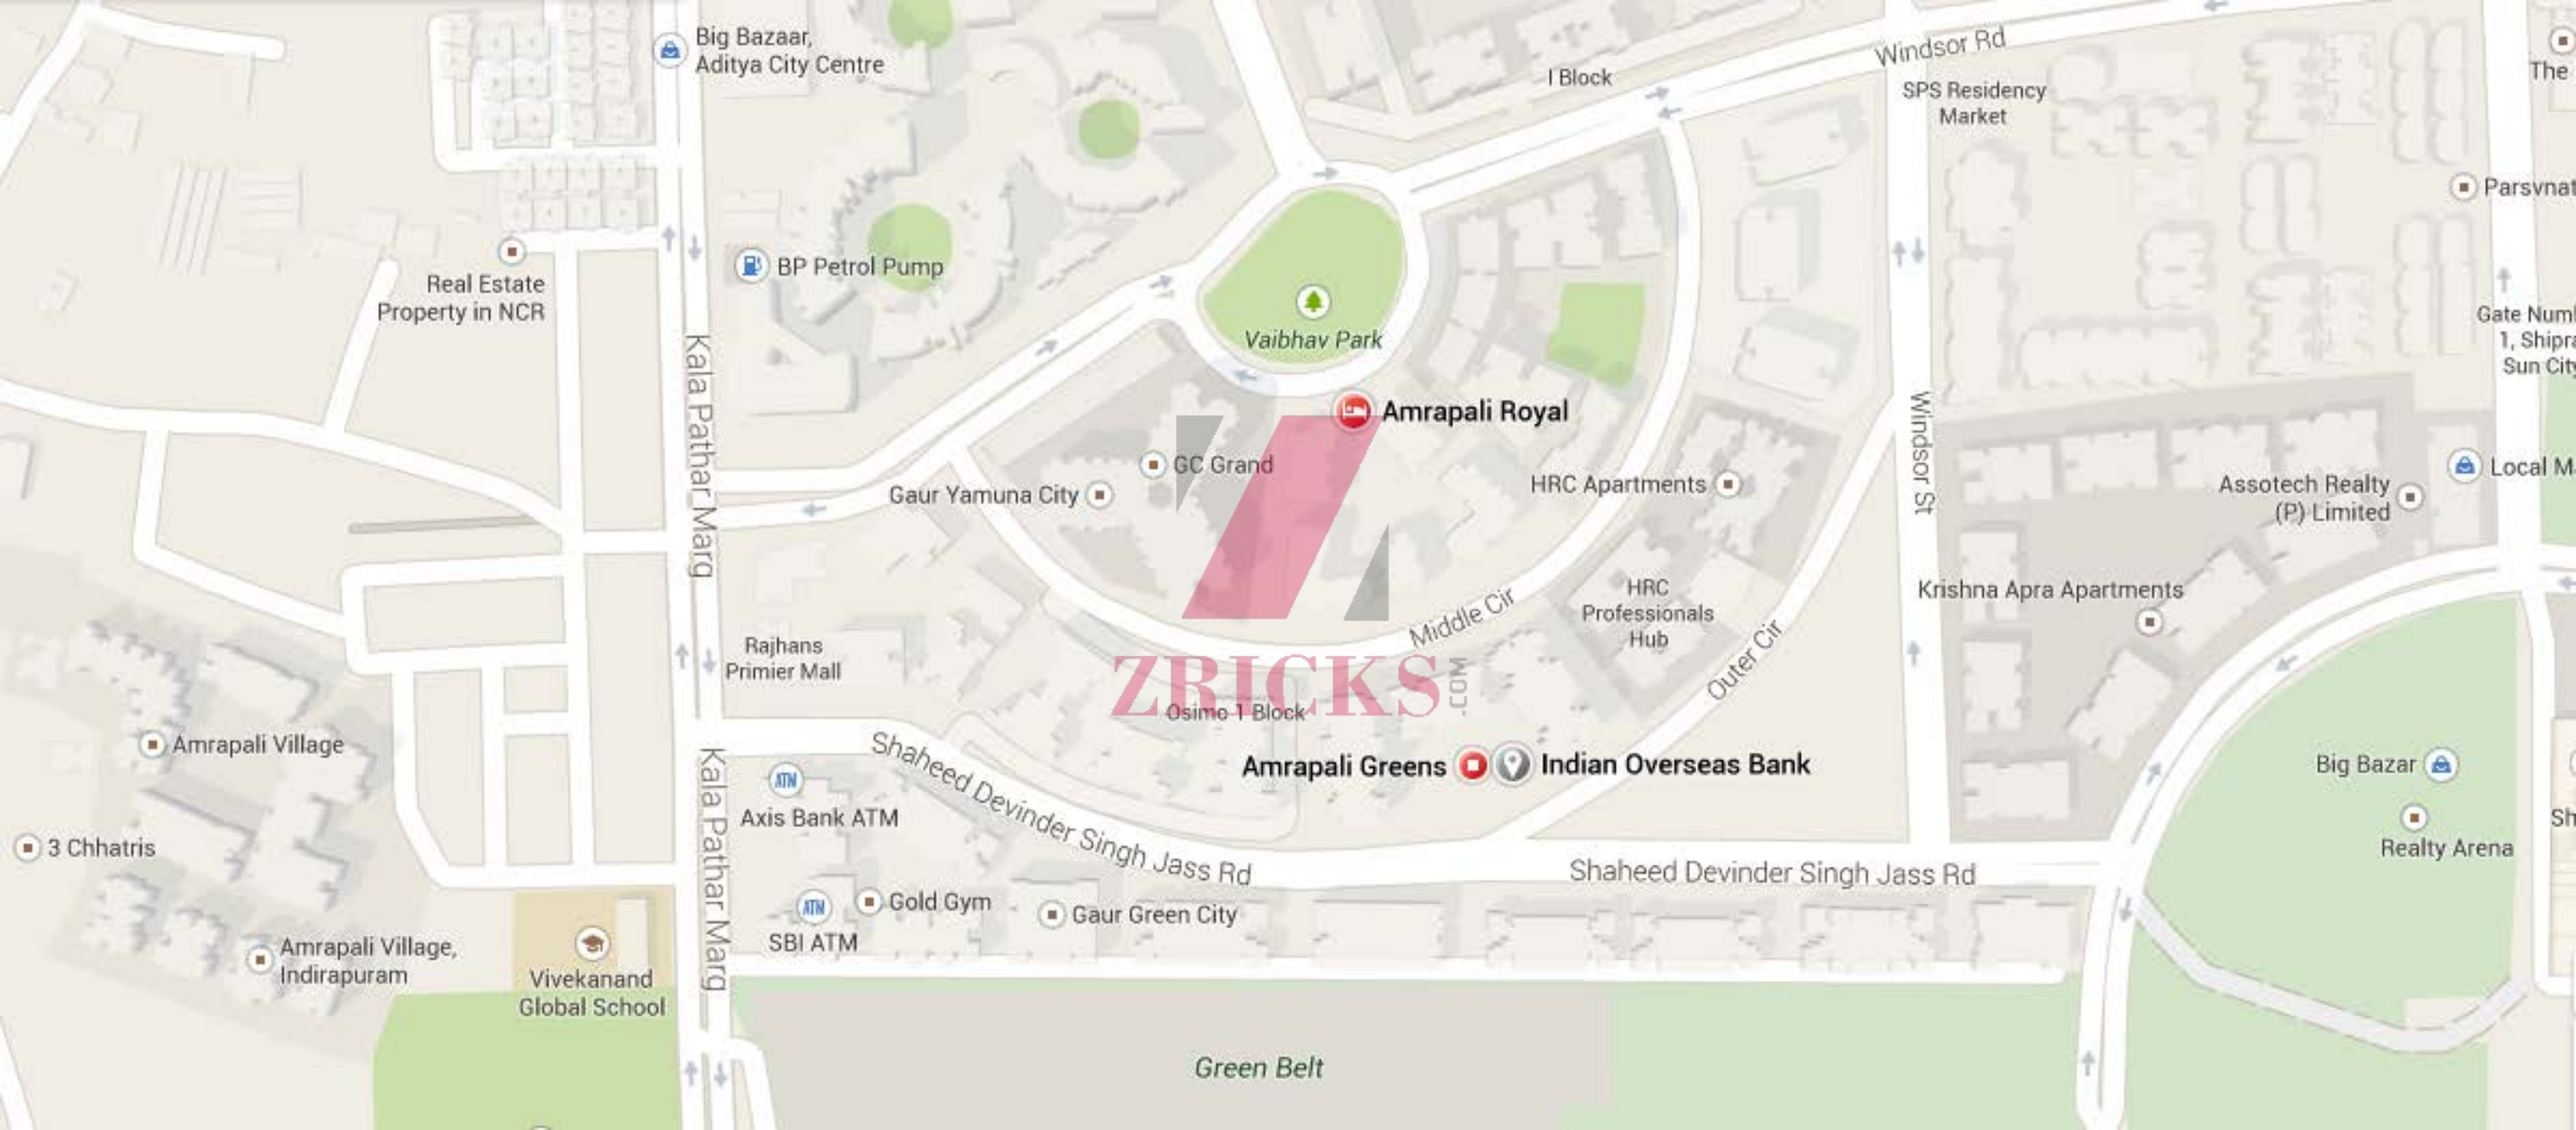 Big Bazaar,
Aditya City Centre
I Block
Windsor Rd
SPS Residency
Market
The
Parsvnat
Real Estate
Property in NCR
BP Petrol Pump
Vaibhav Park
Gate Num
1, Shipra
Sun City
Kala Pathar Marg
Amrapali Royal
GC Grand
Gaur Yamuna City
HRC Apartments
Windsor St
Assotech Realty
(P) Limited
Local M
Krishna Apra Apartments
HRC
Professionals
Hub
Middle Cir
Outer Cir
Rajhans
Primier Mall
ZRICKS
.COM
Osimo 1 Block
Amrapali Village
Shaheed Devinder Singh Jass Rd
Amrapali Greens
Indian Overseas Bank
Big Bazar
Realty Arena
Sh
ATM
Axis Bank ATM
Kala Pathar Marg
3 Chhatris
Shaheed Devinder Singh Jass Rd
ATM
SBI ATM
Gold Gym
Gaur Green City
Amrapali Village,
Indirapuram
Vivekanand
Global School
Green Belt